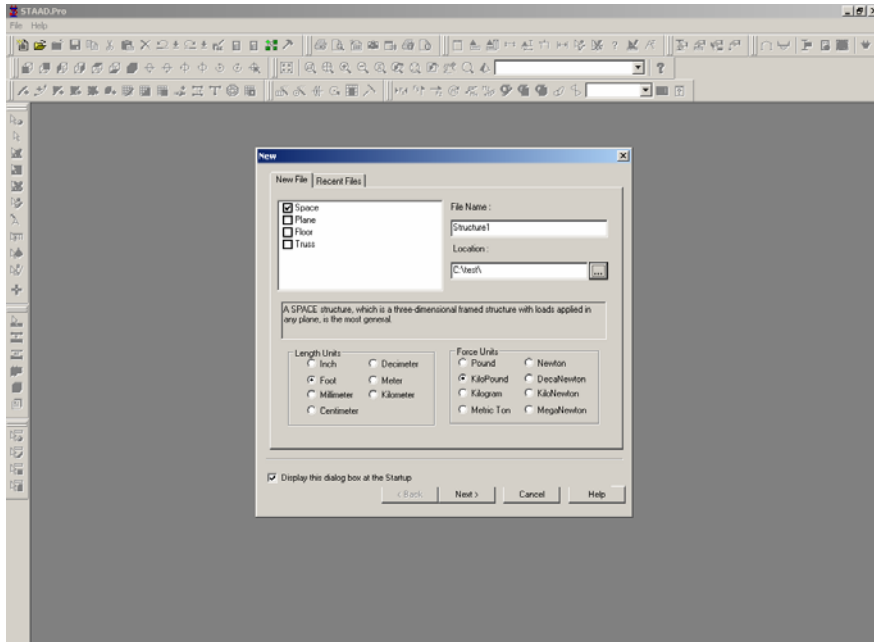 STAAD.Pro
File Help
New
New File Recent Files
Space
Plane
Floor
Truss
File Name :
Structure1
Location :
C:\test\
...
A SPACE structure, which is a three-dimensional framed structure with loads applied in
any plane, is the most general.
Length Units
Inch Decimeter
Foot Meter
Millimeter Kilometer
Centimeter
Force Units
Pound Newton
KiloPound DecaNewton
Kilogram KiloNewton
Metric Ton MegaNewton
Display this dialog box at the Startup
< Back Next > Cancel Help